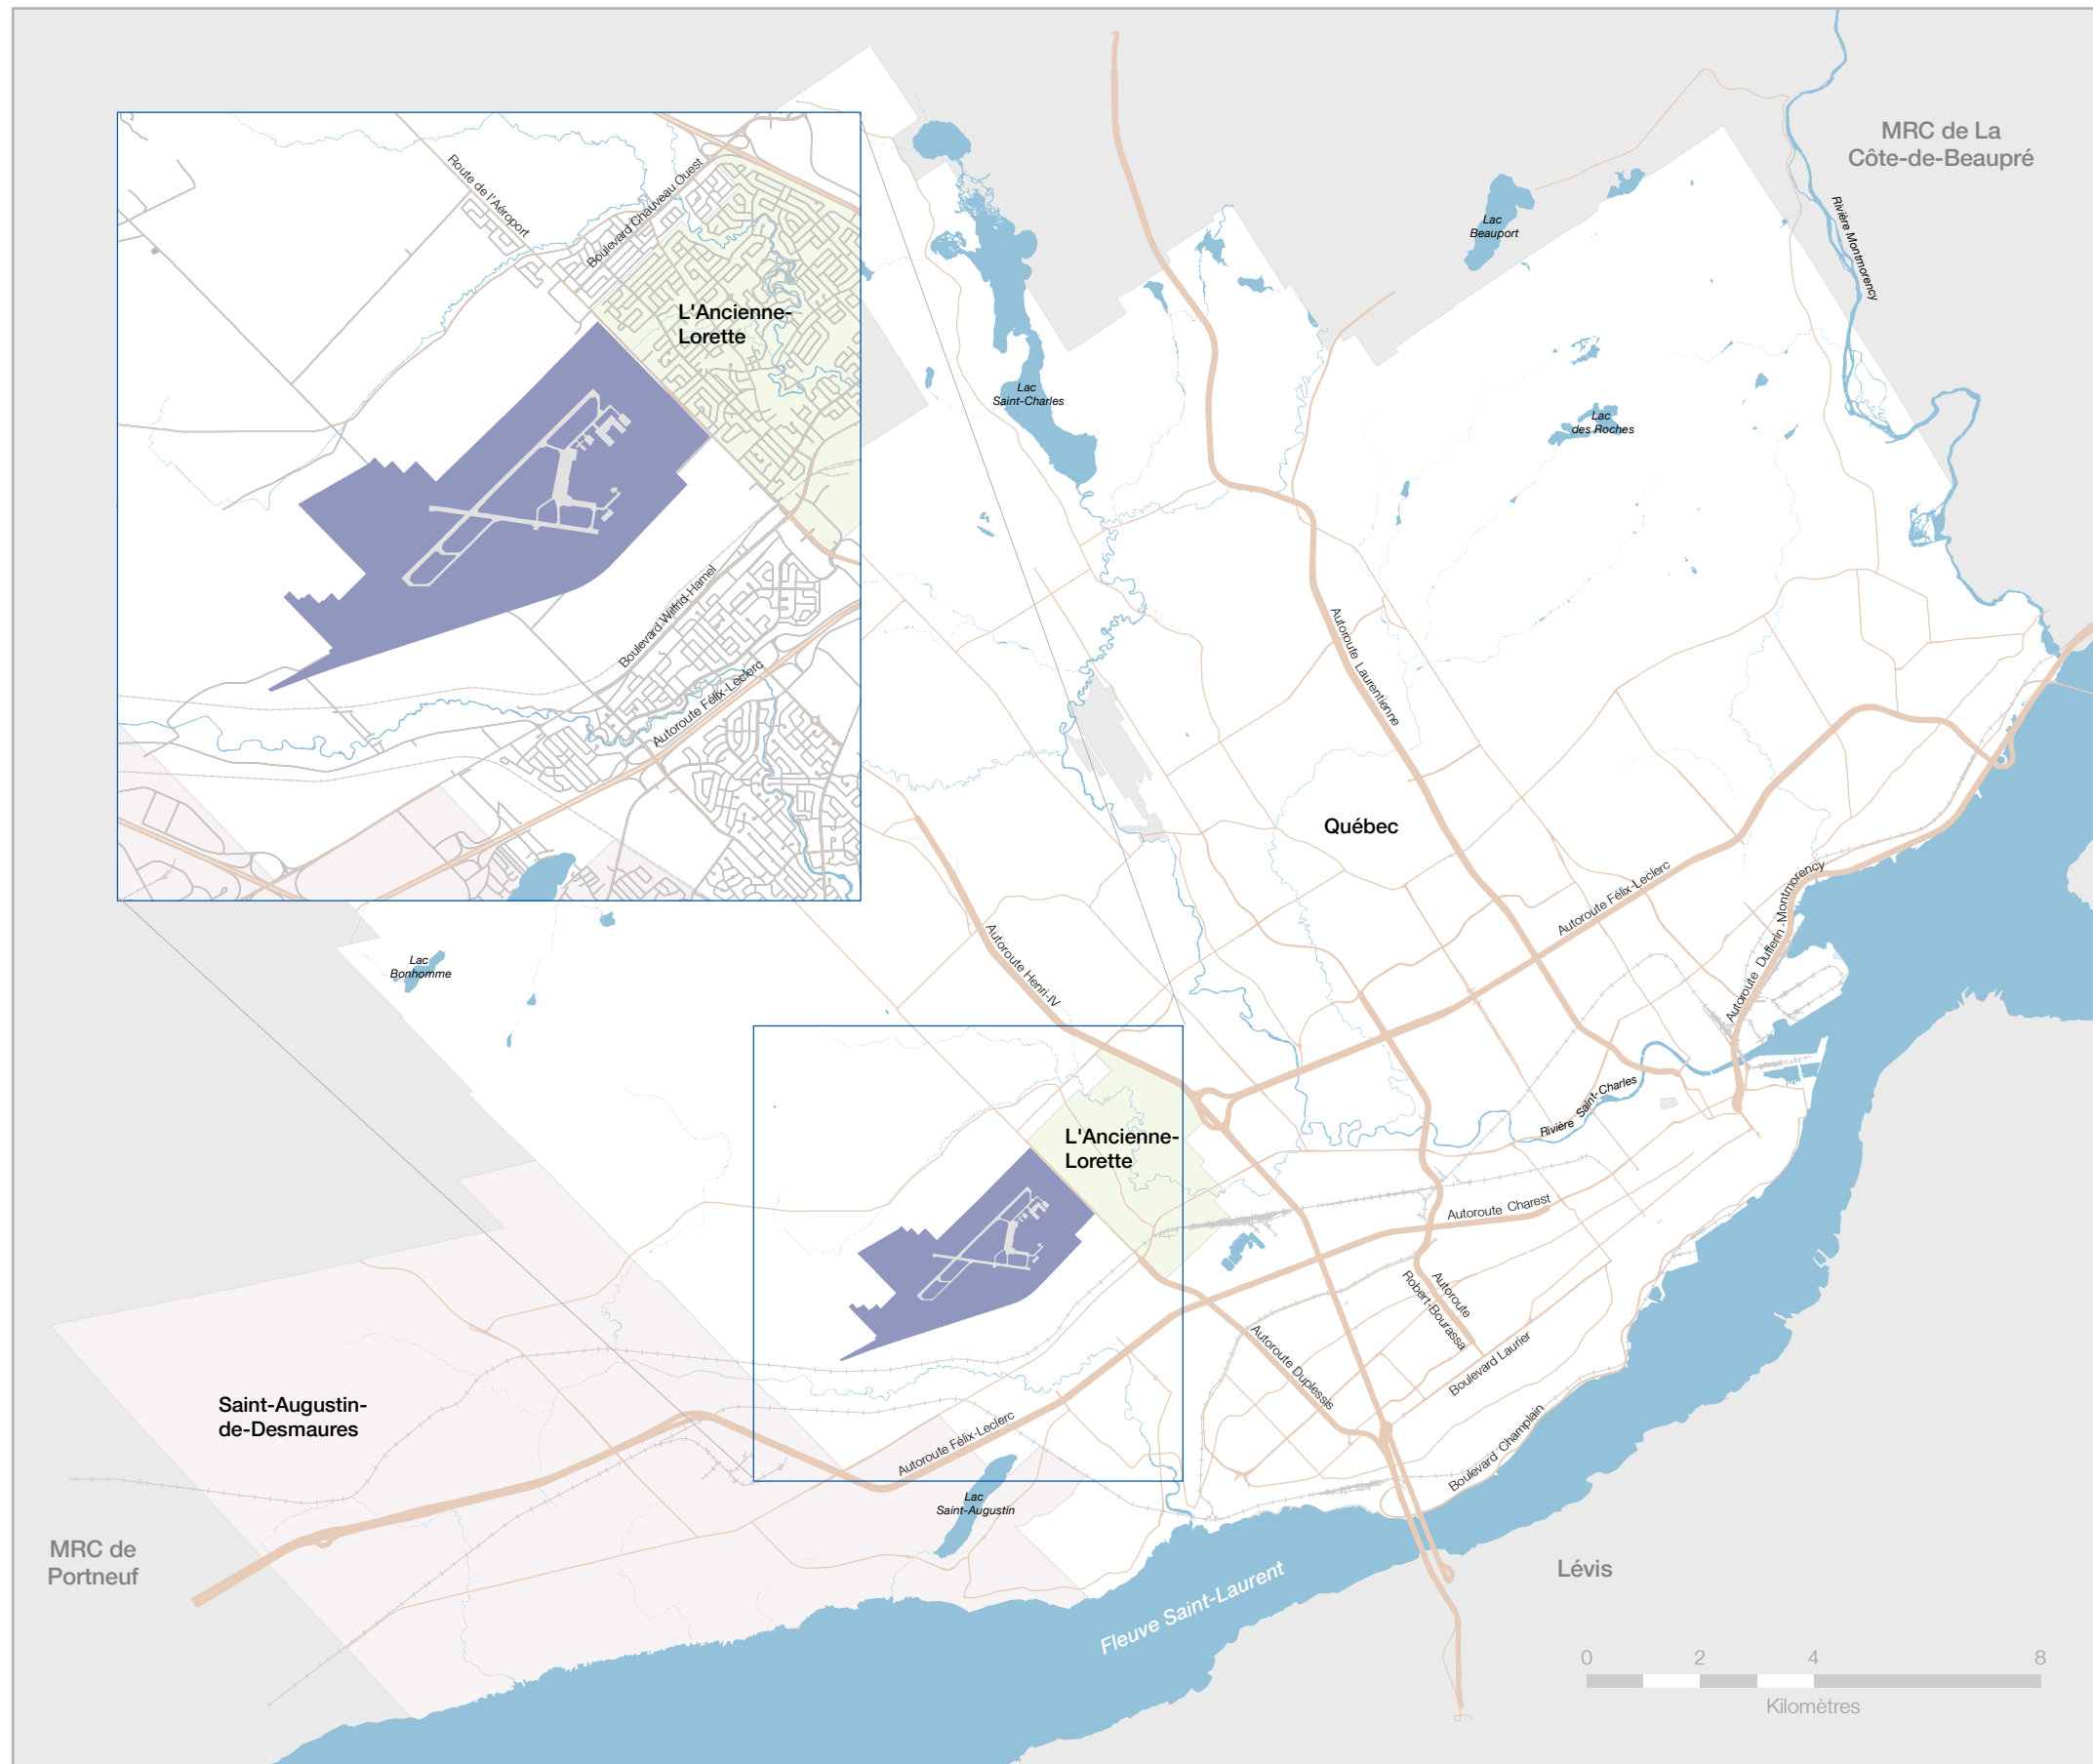 MRC de La
Côte-de-Beaupré
Rivière Montmorency
Lac
Beauport
Route de l'Aéroport
Boulevard Chauveau Ouest
L'Ancienne-
Lorette
Lac
Saint-Charles
Lac
des Roches
Boulevard Wilfrid-Hamel
Autoroute Félix-Leclerc
Autoroute Laurentienne
Québec
Autoroute Félix-Leclerc
Autoroute Dufferin-Montmorency
Autoroute Henri-IV
Lac
Bonhomme
Rivière Saint-Charles
L'Ancienne-
Lorette
Autoroute Charest
Autoroute
Robert-Bourassa
Autoroute Duplessis
Boulevard Laurier
Boulevard Champlain
Saint-Augustin-
de-Desmaures
Autoroute Félix-Leclerc
Lac
Saint-Augustin
MRC de
Portneuf
Lévis
Fleuve Saint-Laurent
0 2 4 8
Kilomètres